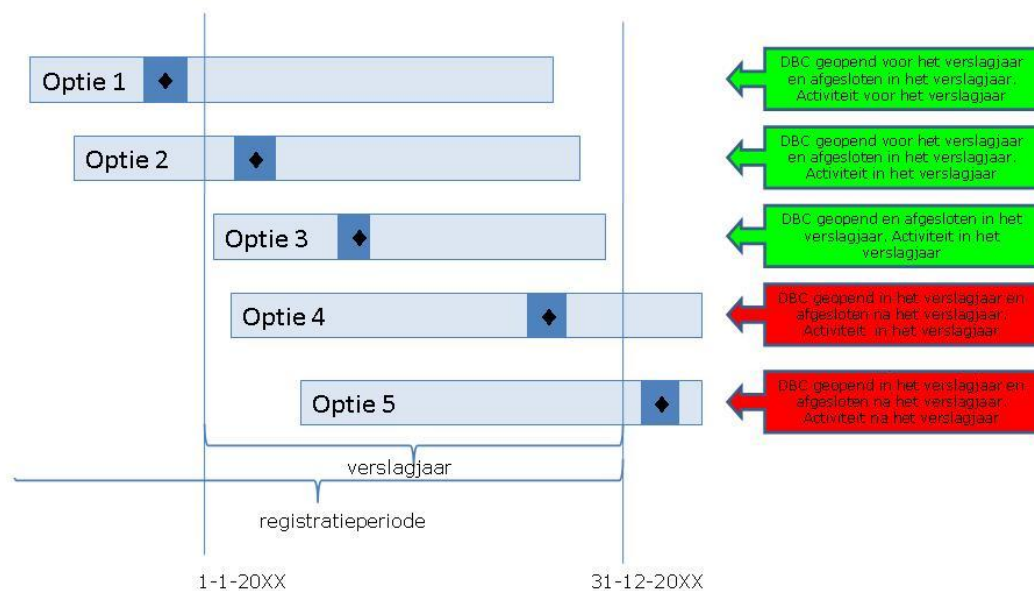 Optie 1
DBC geopend voor het verslagjaar
en afgesloten in het verslagjaar.
Activiteit voor het verslagjaar
Optie 2
DBC geopend voor het verslagjaar
en afgesloten in het verslagjaar.
Activiteit in het verslagjaar
Optie 3
DBC geopend en afgesloten in het
verslagjaar. Activiteit in het
verslagjaar
Optie 4
DBC geopend in het verslagjaar en
afgesloten na het verslagjaar.
Activiteit in het verslagjaar
Optie 5
DBC geopend in het verslagjaar en
afgesloten na het verslagjaar.
Activiteit na het verslagjaar
verslagjaar
registratieperiode
1-1-20XX
31-12-20XX